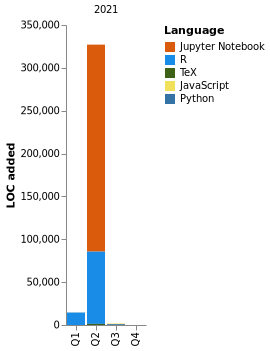 2021
Language
Jupyter Notebook
R
TeX
JavaScript
Python
LOC added
350,000
300,000
250,000
200,000
150,000
100,000
50,000
0
Q1
Q2
Q3
Q4